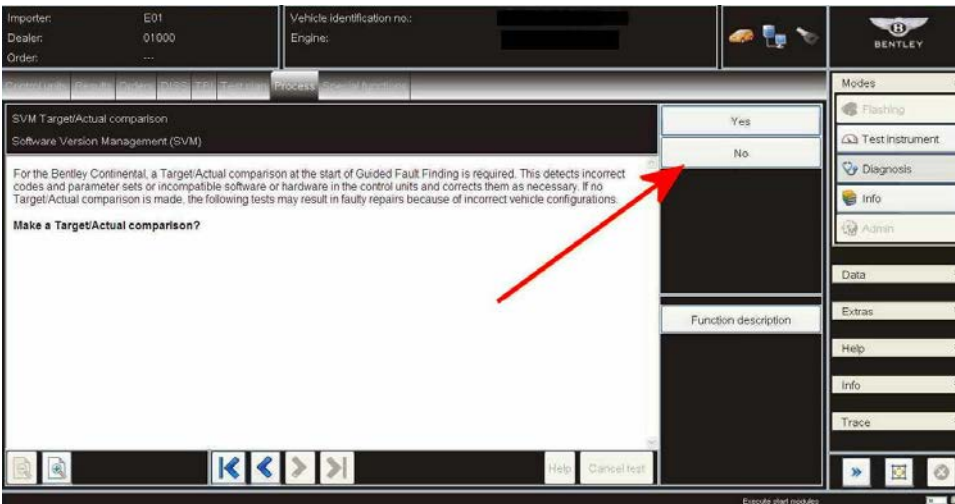 Importer: E01
Dealer: 01000
Order: ---
Vehicle identification no.:
Engine:
BENTLEY
Control units Results Orders DISS TPI Test plan Process Special functions
SVM Target/Actual comparison
Software Version Management (SVM)
For the Bentley Continental, a Target/Actual comparison at the start of Guided Fault Finding is required. This detects incorrect
codes and parameter sets or incompatible software or hardware in the control units and corrects them as necessary. If no
Target/Actual comparison is made, the following tests may result in faulty repairs because of incorrect vehicle configurations.
Make a Target/Actual comparison?
Yes
No
Function description
Modes
Flashing
Test instrument
Diagnosis
Info
Admin
Data
Extras
Help
Info
Trace
Help
Cancel test
Execute start modules